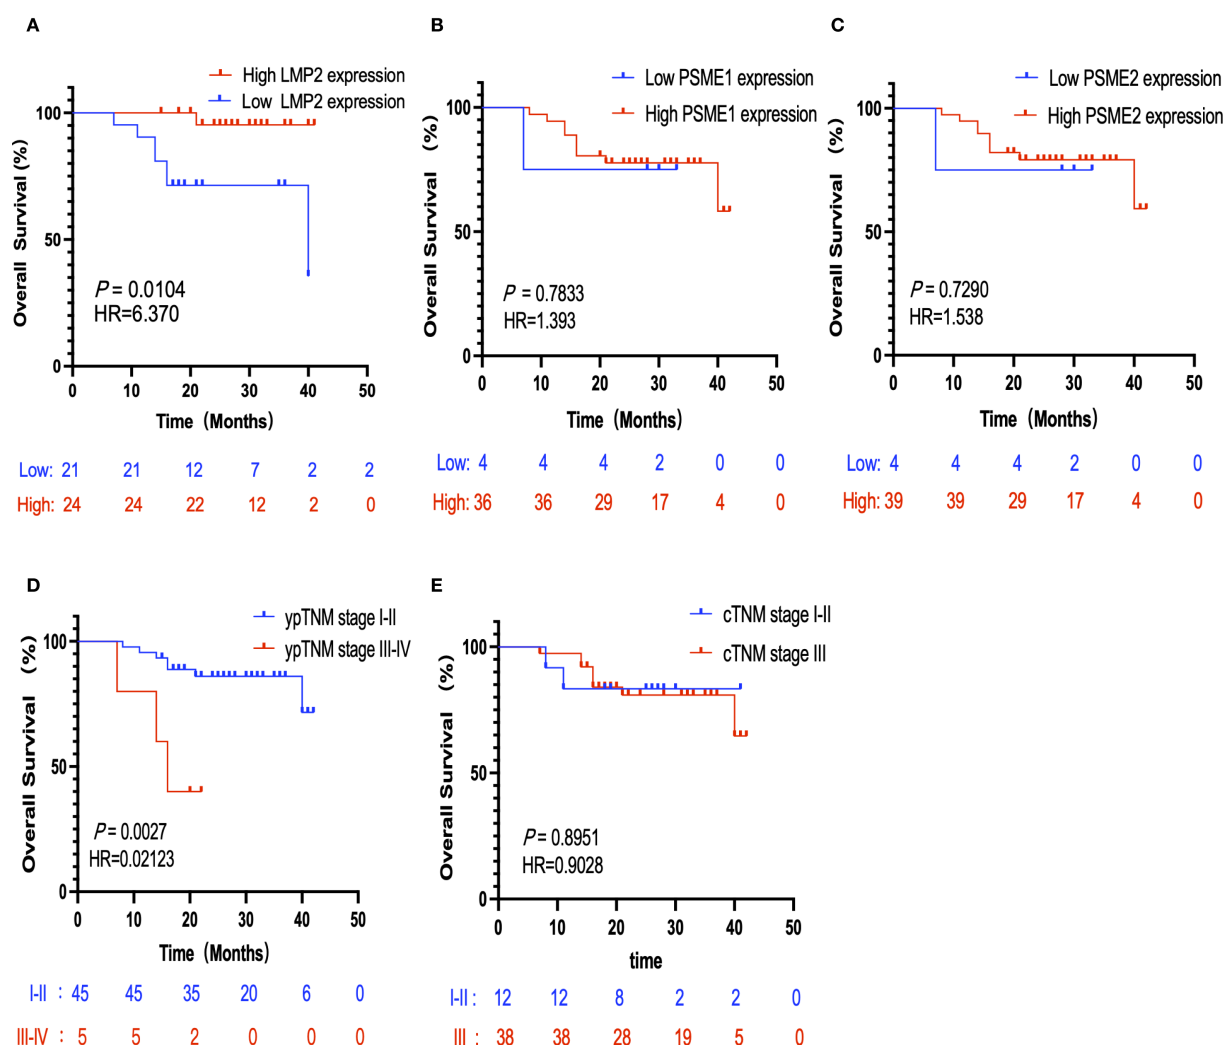 A
High LMP2 expression
Low LMP2 expression
Overall Survival (%)
100
50
0
P = 0.0104
HR=6.370
0 10 20 30 40 50
Time (Months)
Low: 21 21 12 7 2 2
High: 24 24 22 12 2 0
B
Low PSME1 expression
High PSME1 expression
Overall Survival (%)
100
50
0
P = 0.7833
HR=1.393
0 10 20 30 40 50
Time (Months)
Low: 4 4 4 2 0 0
High: 36 36 29 17 4 0
C
Low PSME2 expression
High PSME2 expression
Overall Survival (%)
100
50
0
P = 0.7290
HR=1.538
0 10 20 30 40 50
Time (Months)
Low: 4 4 4 2 0 0
High: 39 39 29 17 4 0
D
ypTNM stage I-II
ypTNM stage III-IV
Overall Survival (%)
100
50
0
P = 0.0027
HR=0.02123
0 10 20 30 40 50
Time (Months)
I-II : 45 45 35 20 6 0
III-IV : 5 5 2 0 0 0
E
cTNM stage I-II
cTNM stage III
Overall Survival (%)
100
50
0
P = 0.8951
HR=0.9028
0 10 20 30 40 50
time
I-II : 12 12 8 2 2 0
III : 38 38 28 19 5 0